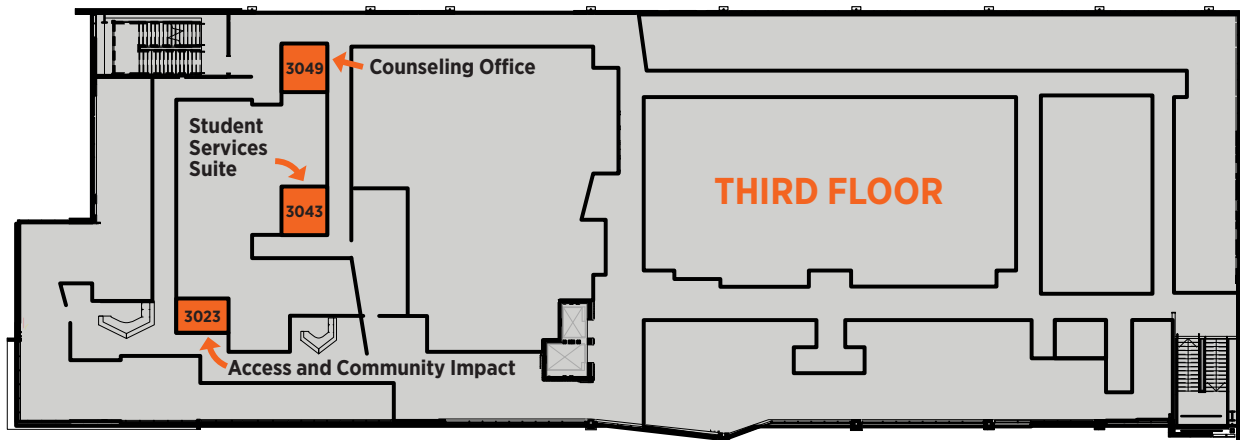 3049
Counseling Office
Student
Services
Suite
3043
THIRD FLOOR
3023
Access and Community Impact